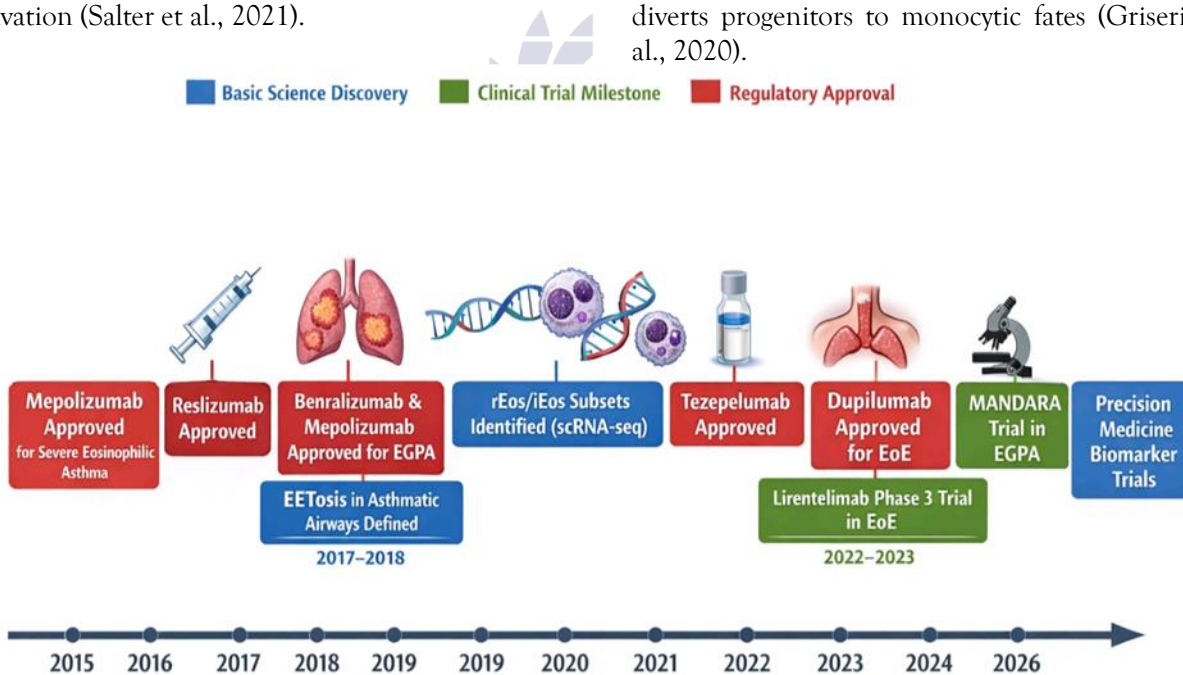 vation (Salter et al., 2021).
diverts progenitors to monocytic fates (Griseri
al., 2020).
Basic Science Discovery
Clinical Trial Milestone
Regulatory Approval
Mepolizumab
Approved
for Severe Eosinophilic
Asthma
Reslizumab
Approved
Benralizumab &
Mepolizumab
Approved for EGPA
EETosis in Asthmatic
Airways Defined
2017–2018
rEos/iEos Subsets
Identified (scRNA-seq)
Tezepelumab
Approved
Dupilumab
Approved
for EoE
Lirentelimab Phase 3 Trial
in EoE
2022–2023
MANDARA
Trial in
EGPA
Precision
Medicine
Biomarker
Trials
2015 2016 2017 2018 2019 2019 2020 2021 2022 2023 2024 2026